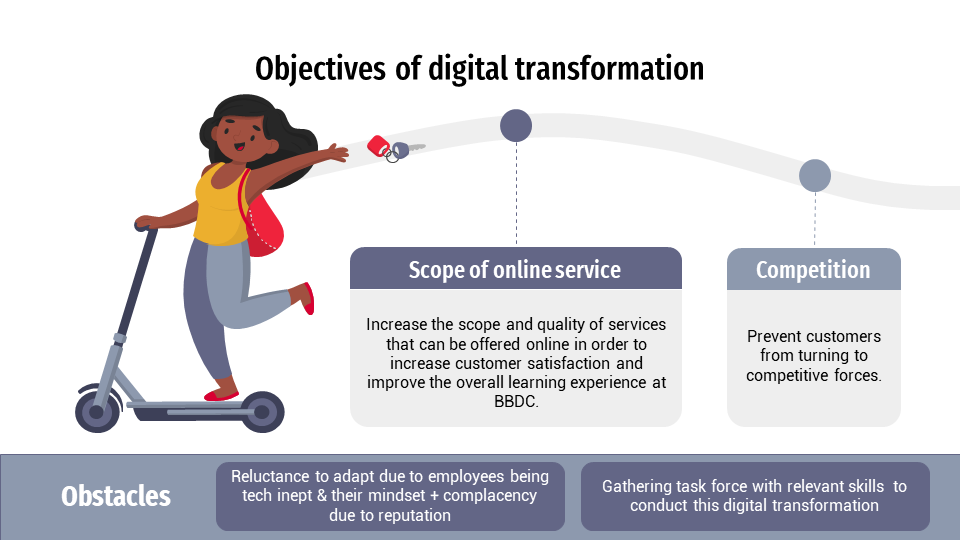 Objectives of digital transformation
Scope of online service
Increase the scope and quality of services
that can be offered online in order to
increase customer satisfaction and
improve the overall learning experience at
BBDC.
Competition
Prevent customers
from turning to
competitive forces.
Obstacles
Reluctance to adapt due to employees being
tech inept & their mindset + complacency
due to reputation
Gathering task force with relevant skills to
conduct this digital transformation